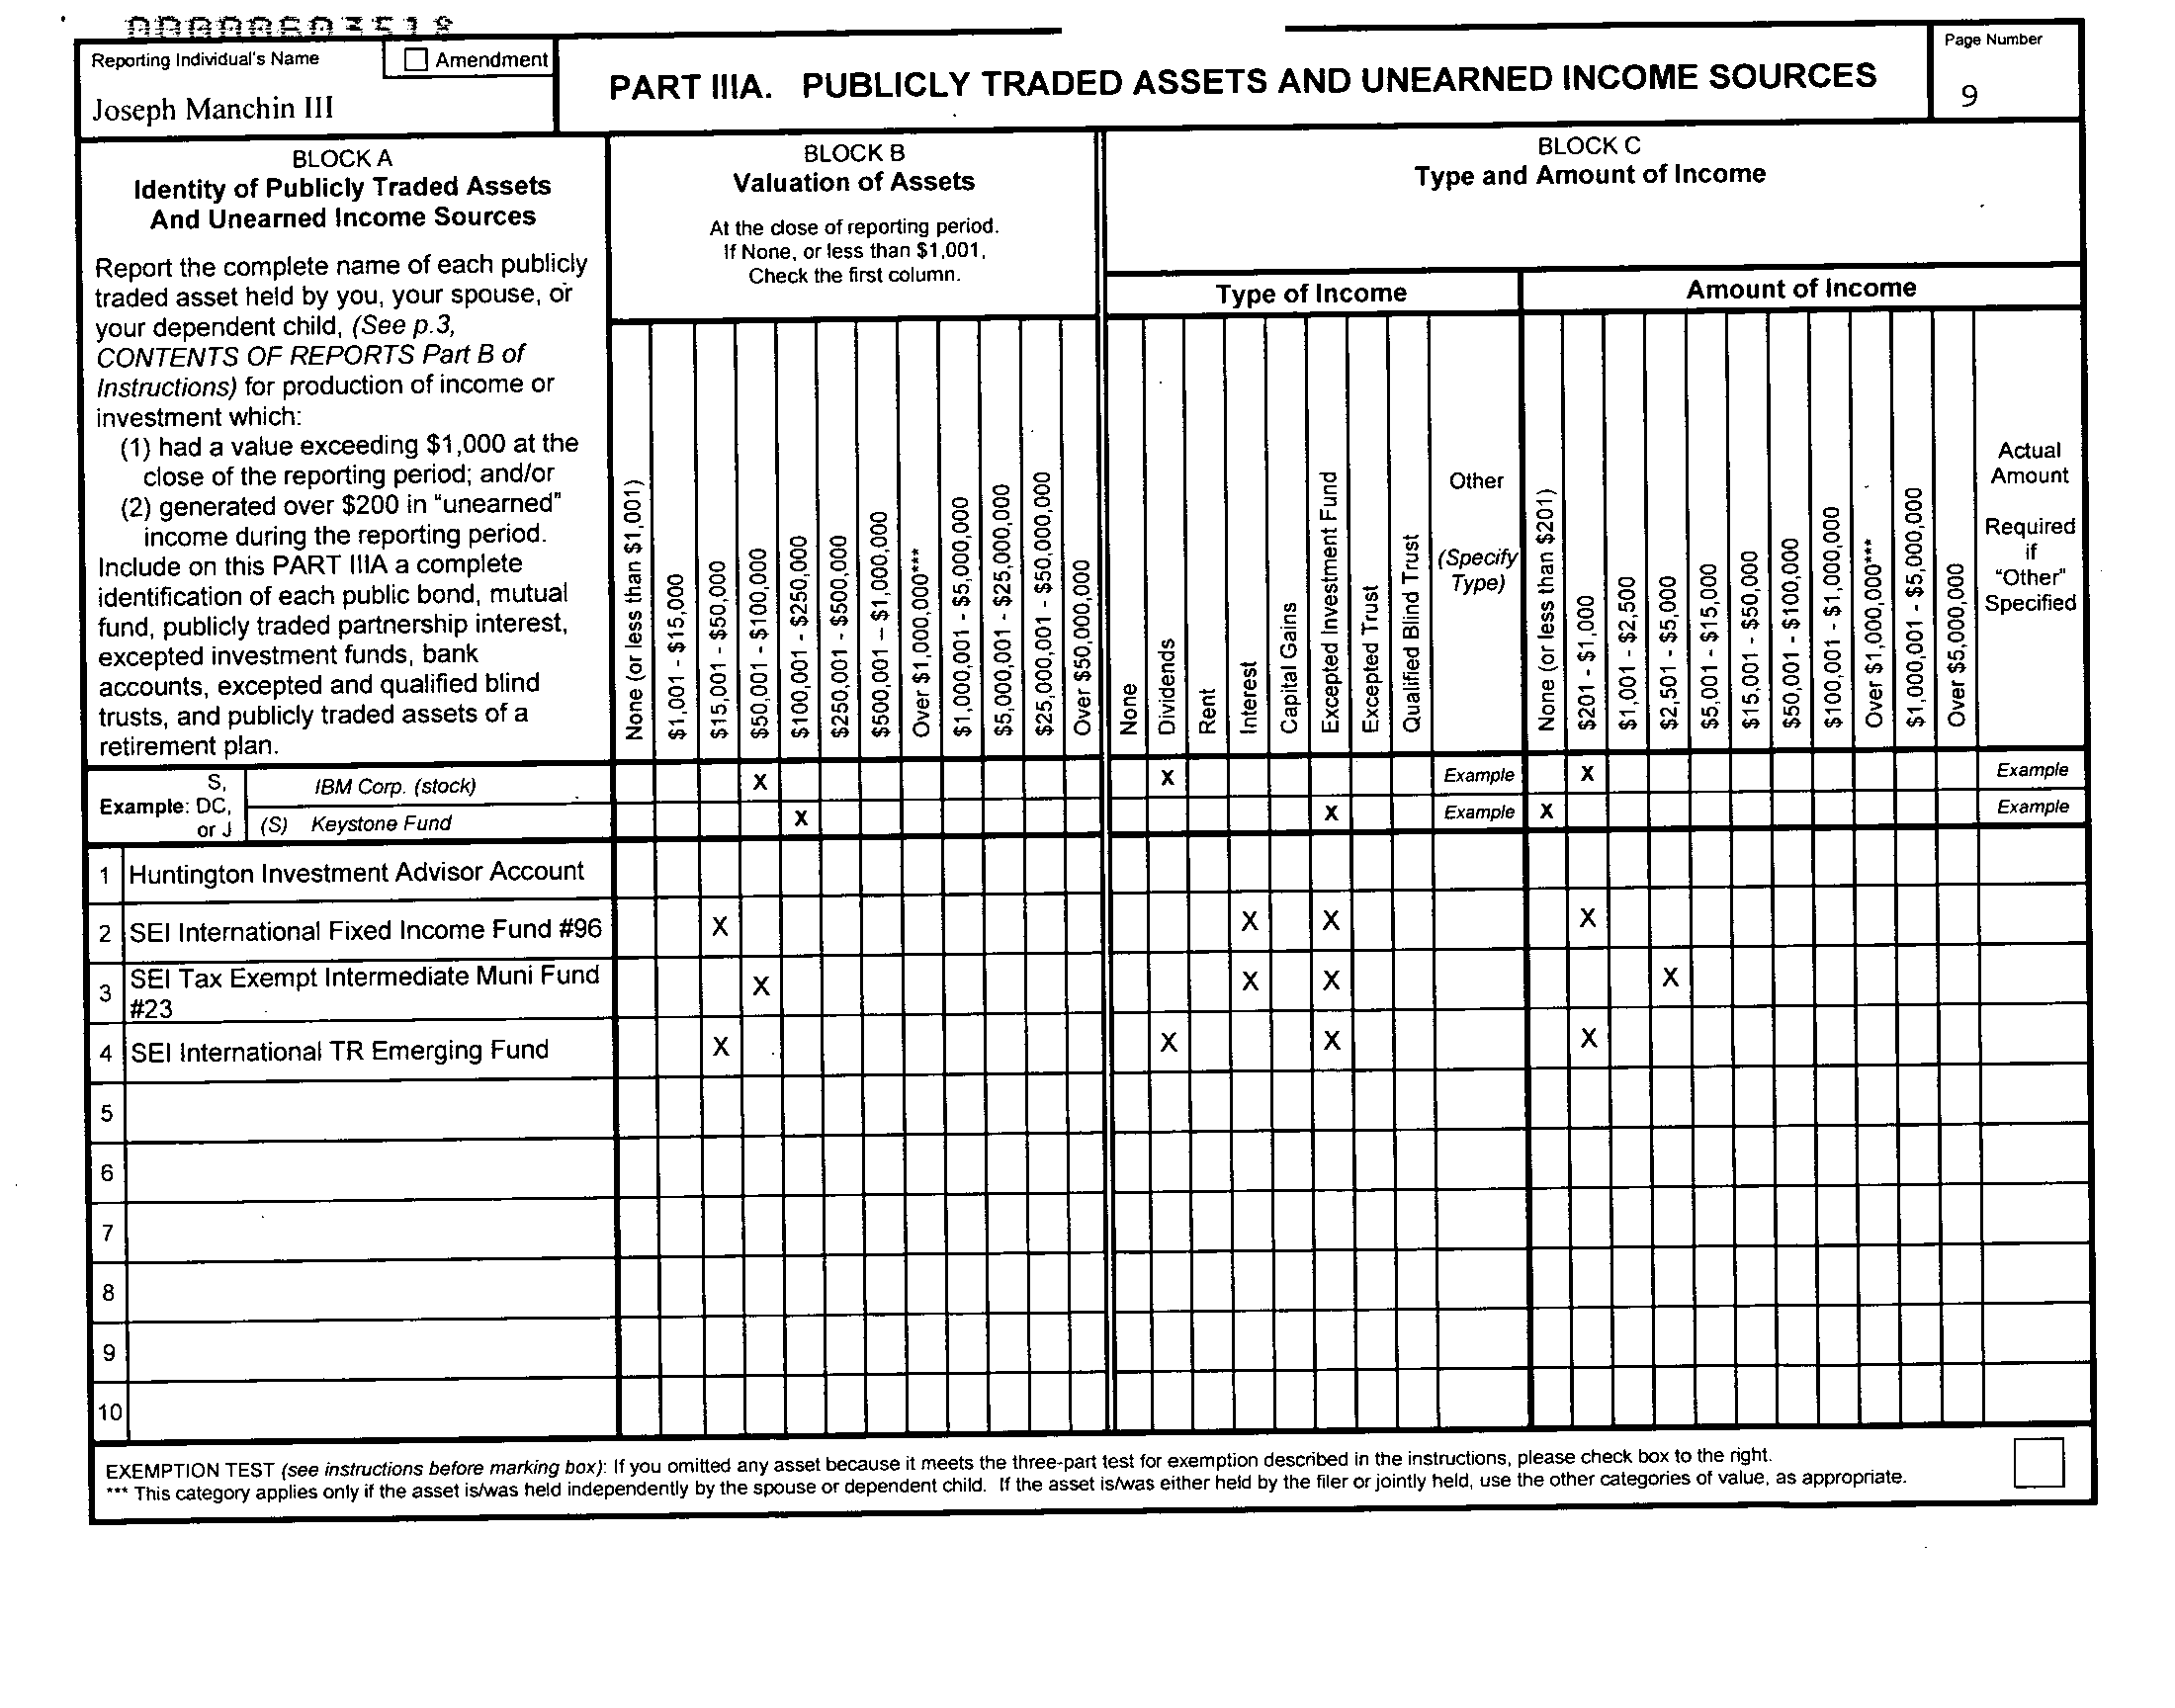 Reporting Individual's Name
Amendment
Joseph Manchin III
PART IIIA. PUBLICLY TRADED ASSETS AND UNEARNED INCOME SOURCES
Page Number
9
BLOCK A
Identity of Publicly Traded Assets
And Unearned Income Sources
Report the complete name of each publicly
traded asset held by you, your spouse, or
your dependent child, (See p.3,
CONTENTS OF REPORTS Part B of
Instructions) for production of income or
investment which:
(1) had a value exceeding $1,000 at the
close of the reporting period; and/or
(2) generated over $200 in "unearned"
income during the reporting period.
Include on this PART IIIA a complete
identification of each public bond, mutual
fund, publicly traded partnership interest,
excepted investment funds, bank
accounts, excepted and qualified blind
trusts, and publicly traded assets of a
retirement plan.
BLOCK B
Valuation of Assets
At the close of reporting period.
If None, or less than $1,001,
Check the first column.
None (or less than $1,001)
$1,001 - $15,000
$15,001 - $50,000
$50,001 - $100,000
$100,001 - $250,000
$250,001 - $500,000
$500,001 – $1,000,000
Over $1,000,000***
$1,000,001 - $5,000,000
$5,000,001 - $25,000,000
$25,000,001 - $50,000,000
Over $50,000,000
BLOCK C
Type and Amount of Income
Type of Income
None
Dividends
Rent
Interest
Capital Gains
Excepted Investment Fund
Excepted Trust
Qualified Blind Trust
Other
(Specify
Type)
Amount of Income
None (or less than $201)
$201 - $1,000
$1,001 - $2,500
$2,501 - $5,000
$5,001 - $15,000
$15,001 - $50,000
$50,001 - $100,000
$100,001 - $1,000,000
Over $1,000,000***
$1,000,001 - $5,000,000
Over $5,000,000
Actual
Amount
Required
if
"Other"
Specified
Example: S, DC, or J
IBM Corp. (stock) X X Example X Example
(S) Keystone Fund X X Example X Example
1 Huntington Investment Advisor Account
2 SEI International Fixed Income Fund #96 X X X X
3 SEI Tax Exempt Intermediate Muni Fund
#23 X X X X
4 SEI International TR Emerging Fund X X X X
5
6
7
8
9
10
EXEMPTION TEST (see instructions before marking box): If you omitted any asset because it meets the three-part test for exemption described in the instructions, please check box to the right.
*** This category applies only if the asset is/was held independently by the spouse or dependent child. If the asset is/was either held by the filer or jointly held, use the other categories of value, as appropriate.